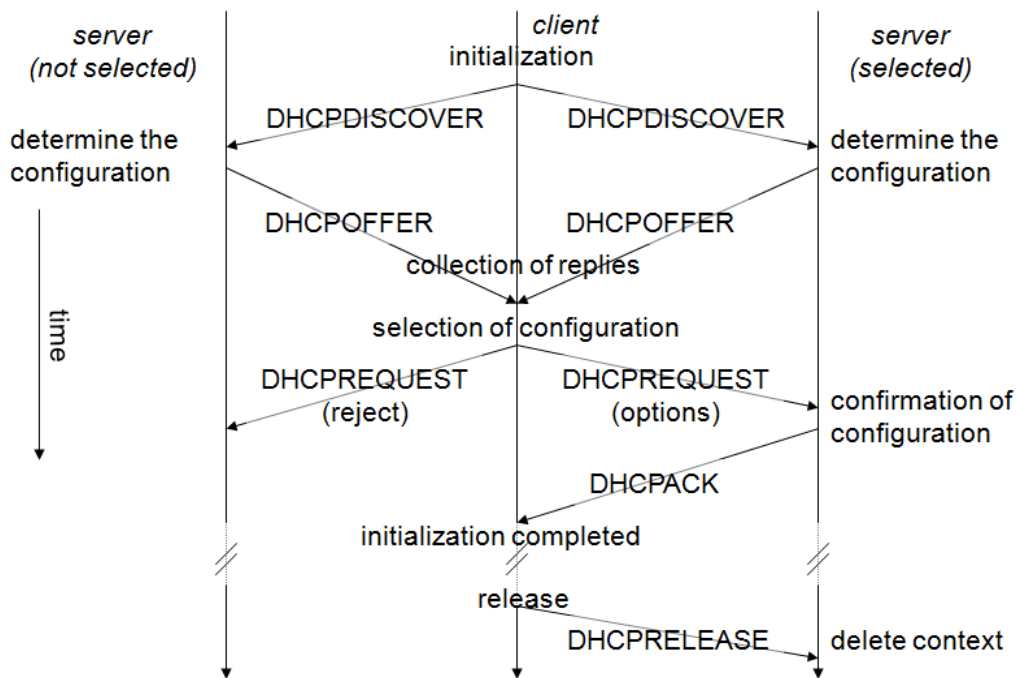 server
(not selected)
client
initialization
server
(selected)
DHCPDISCOVER
DHCPDISCOVER
determine the
configuration
determine the
configuration
DHCPOFFER
DHCPOFFER
collection of replies
time
selection of configuration
DHCPREQUEST
(reject)
DHCPREQUEST
(options)
confirmation of
configuration
DHCPACK
initialization completed
release
DHCPRELEASE
delete context